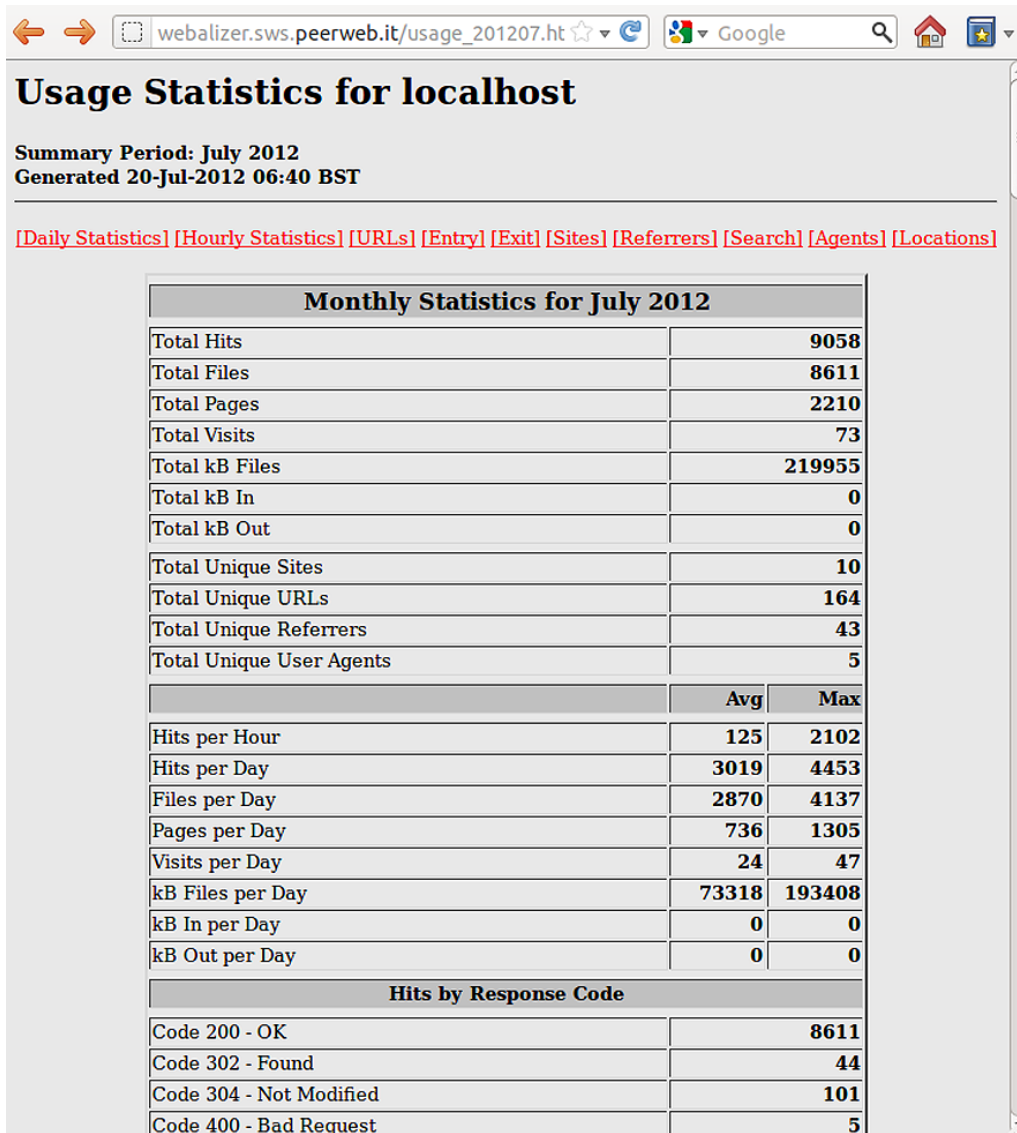 webalizer.sws.peerweb.it/usage_201207.ht Google
Usage Statistics for localhost
Summary Period: July 2012
Generated 20-Jul-2012 06:40 BST
[Daily Statistics] [Hourly Statistics] [URLs] [Entry] [Exit] [Sites] [Referrers] [Search] [Agents] [Locations]
Monthly Statistics for July 2012
Total Hits 9058
Total Files 8611
Total Pages 2210
Total Visits 73
Total kB Files 219955
Total kB In 0
Total kB Out 0
Total Unique Sites 10
Total Unique URLs 164
Total Unique Referrers 43
Total Unique User Agents 5
Avg Max
Hits per Hour 125 2102
Hits per Day 3019 4453
Files per Day 2870 4137
Pages per Day 736 1305
Visits per Day 24 47
kB Files per Day 73318 193408
kB In per Day 0 0
kB Out per Day 0 0
Hits by Response Code
Code 200 - OK 8611
Code 302 - Found 44
Code 304 - Not Modified 101
Code 400 - Bad Request 5